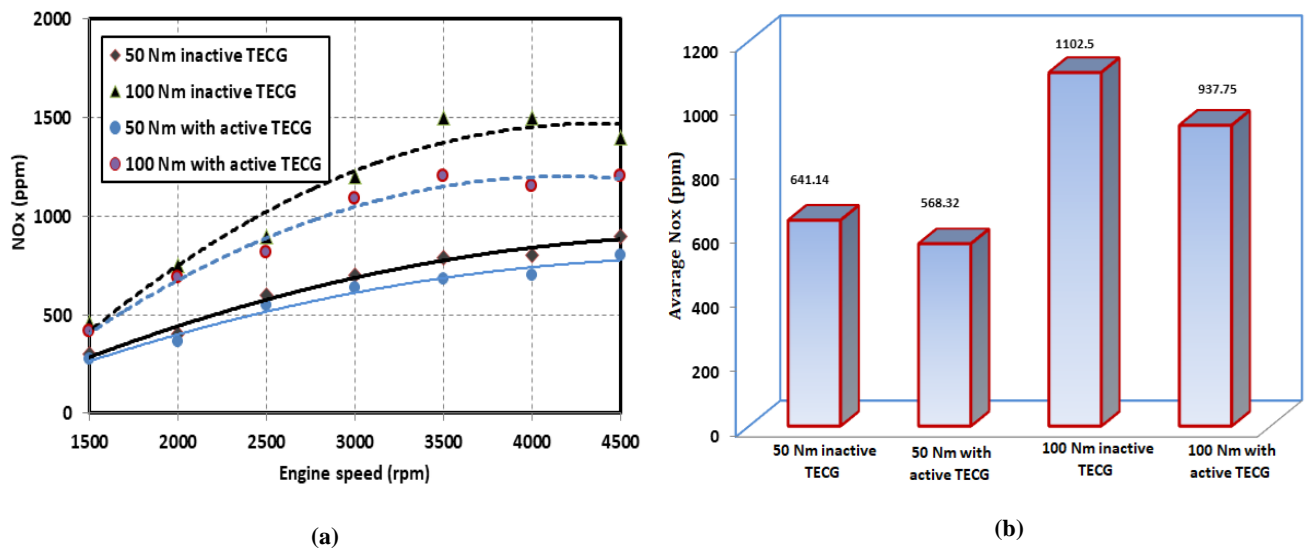 2000
1500
1000
500
0
NOx (ppm)
50 Nm inactive TECG
100 Nm inactive TECG
50 Nm with active TECG
100 Nm with active TECG
1500 2000 2500 3000 3500 4000 4500
Engine speed (rpm)
(a)
1200
1000
800
600
400
200
0
Avarage Nox (ppm)
641.14
568.32
1102.5
937.75
50 Nm inactive
TECG
50 Nm with
active TECG
100 Nm inactive
TECG
100 Nm with
active TECG
(b)